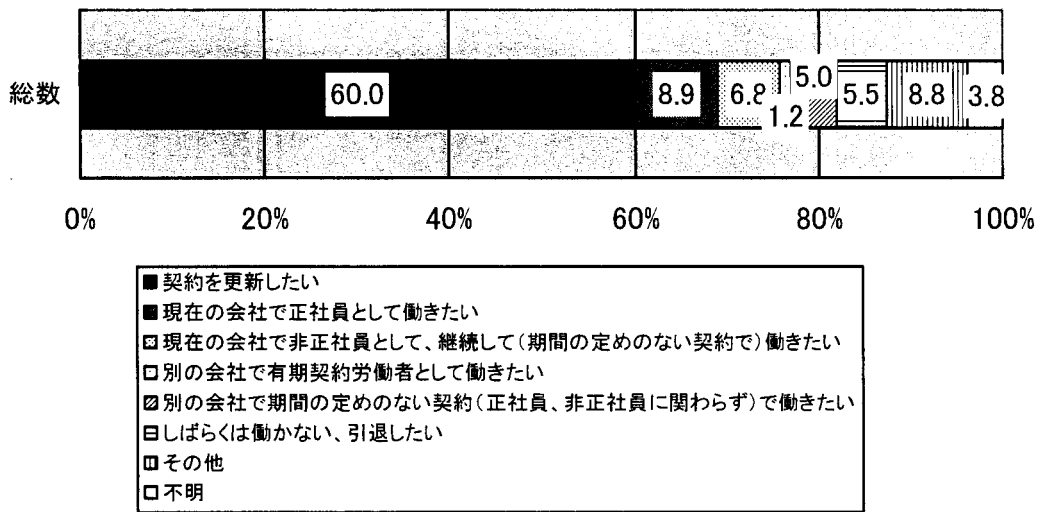 総数
60.0
8.9
6.8
1.2
5.0
5.5
8.8
3.8
0%
20%
40%
60%
80%
100%
■契約を更新したい
■現在の会社で正社員として働きたい
現在の会社で非正社員として、継続して(期間の定めのない契約で)働きたい
□別の会社で有期契約労働者として働きたい
別の会社で期間の定めのない契約(正社員、非正社員に関わらず)で働きたい
しばらくは働かない、引退したい
その他
□不明